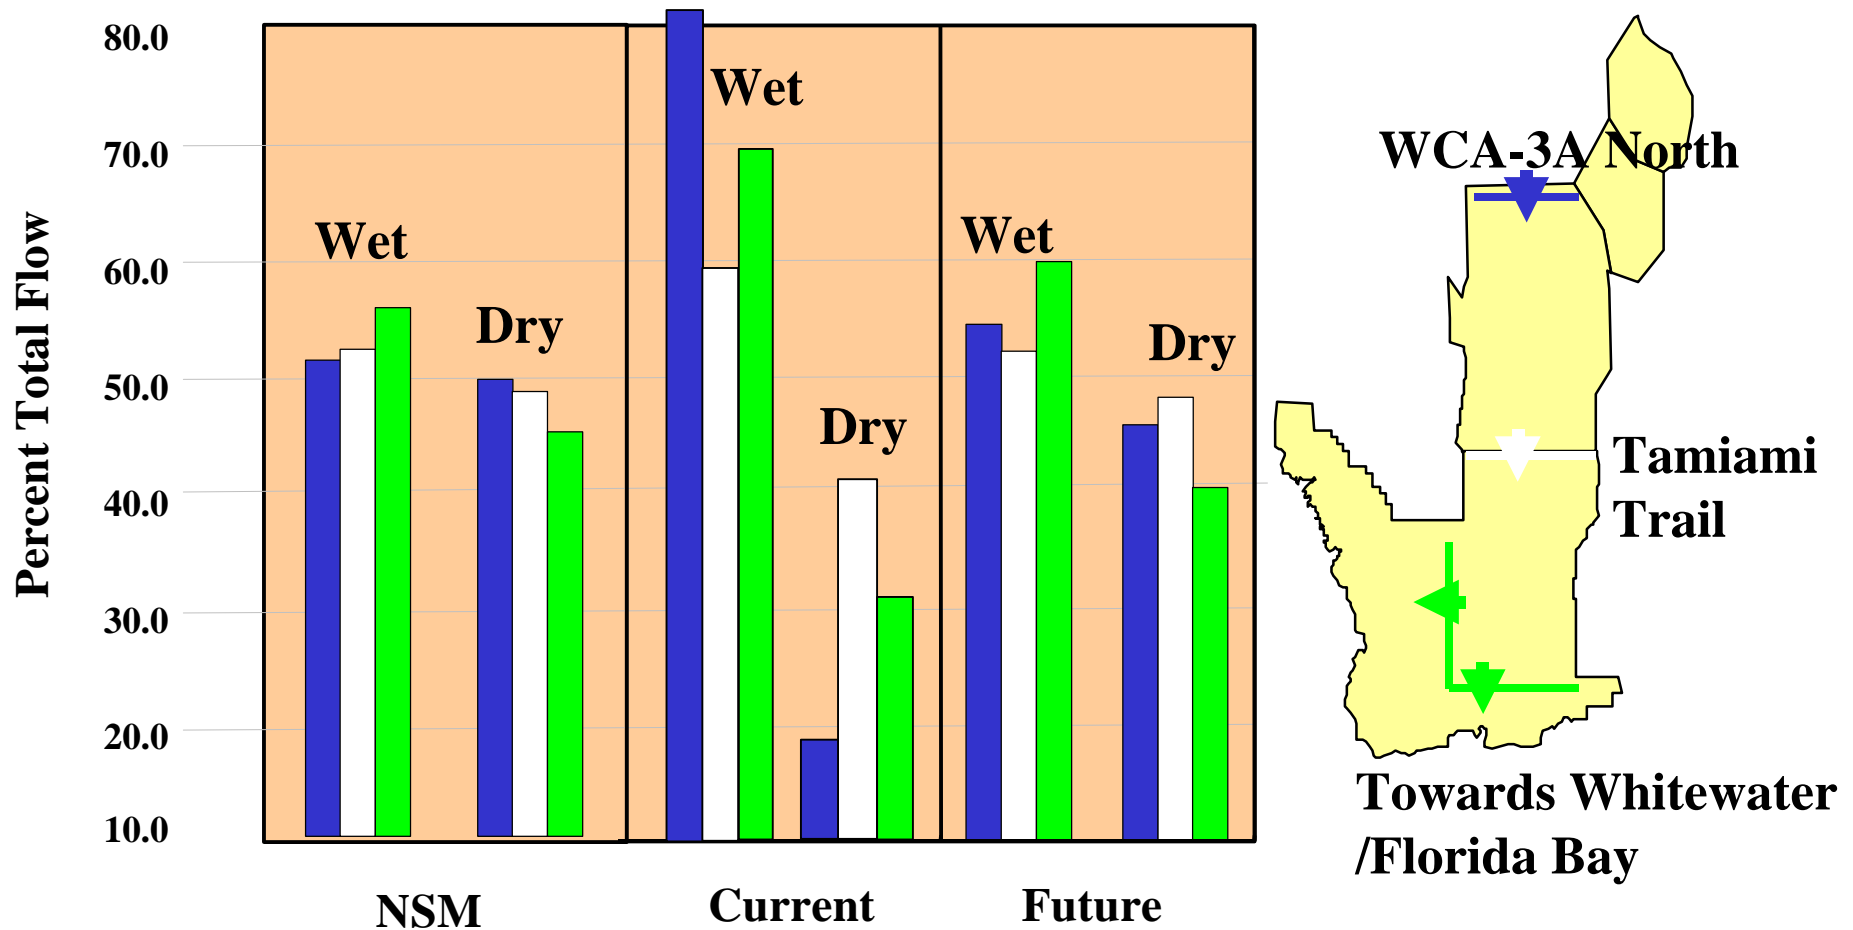 Percent Total Flow
80.0
70.0
60.0
50.0
40.0
30.0
20.0
10.0
Wet
Dry
Wet
Dry
Wet
Dry
NSM
Current
Future
WCA-3A North
Tamiami
Trail
Towards Whitewater
/Florida Bay